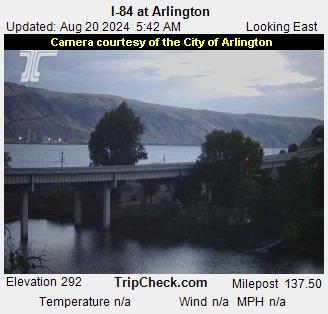 I-84 at Arlington
Updated: Aug 20 2024 5:42 AM Looking East
Camera courtesy of the City of Arlington
Elevation 292 TripCheck.com Milepost 137.50
Temperature n/a Wind n/a MPH n/a